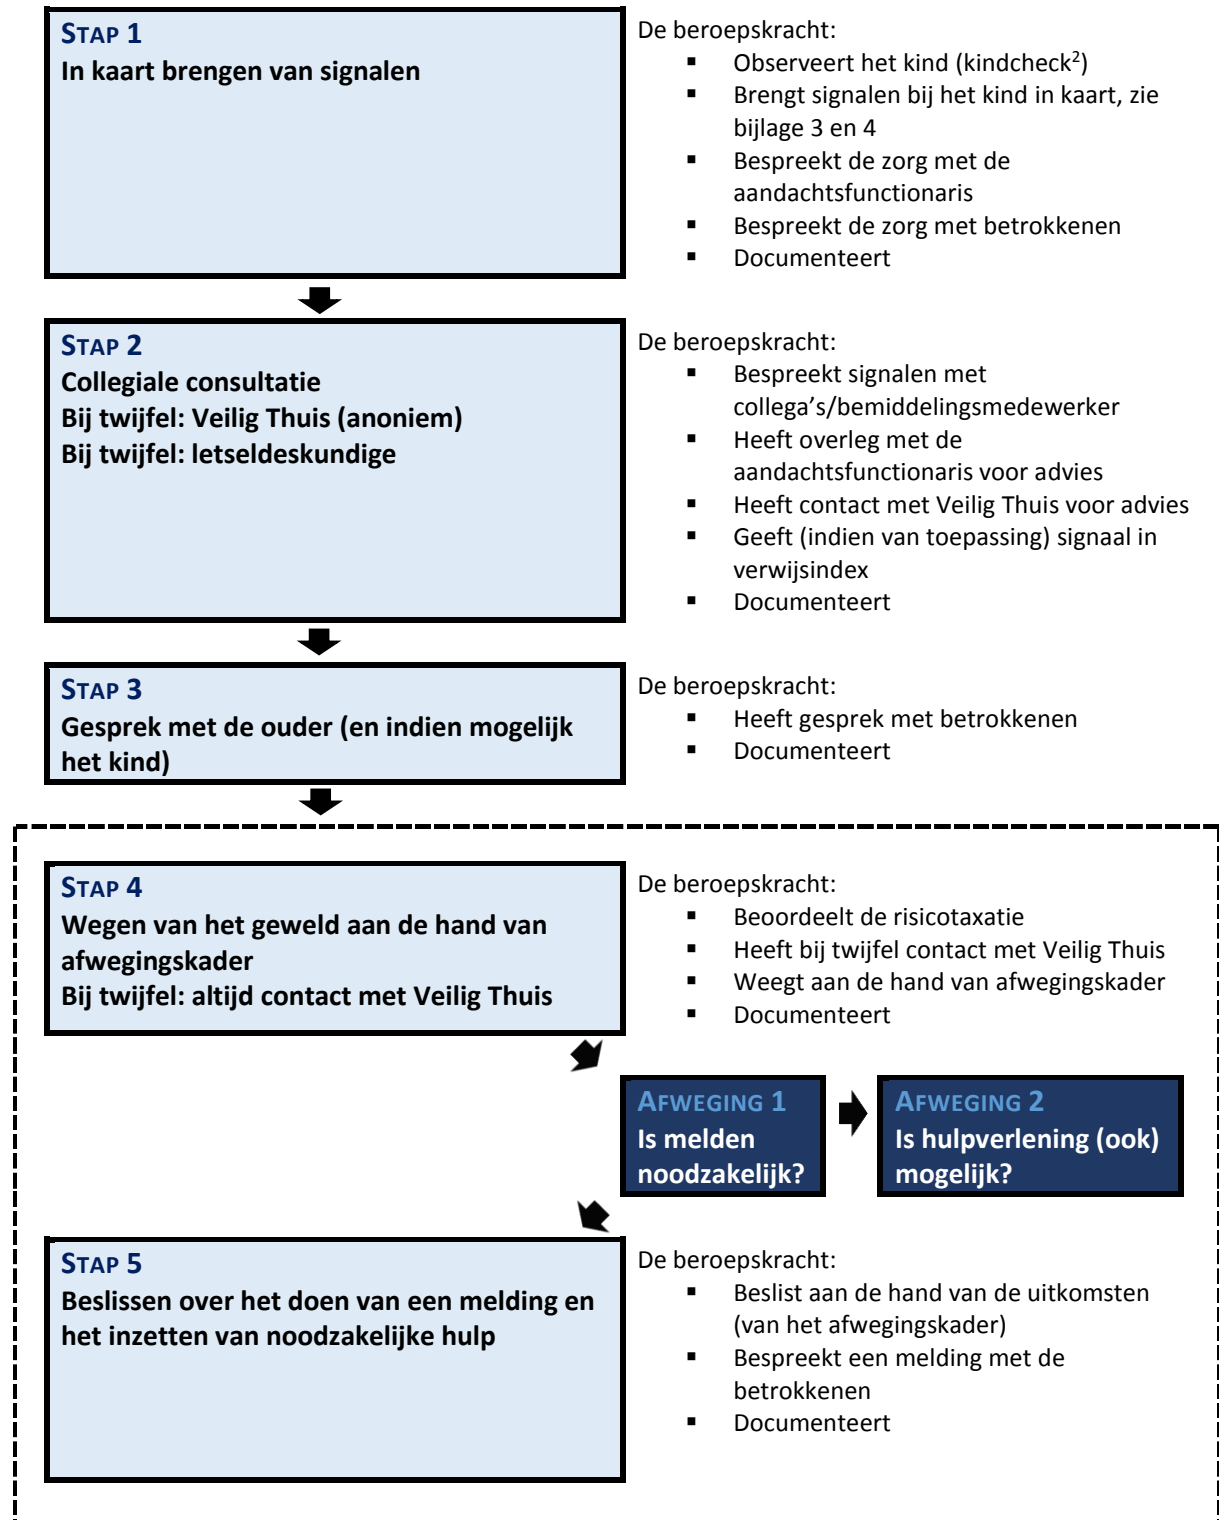 STAP 1
In kaart brengen van signalen
De beroepskracht:
▪ Observeert het kind (kindcheck²)
▪ Brengt signalen bij het kind in kaart, zie
bijlage 3 en 4
▪ Bespreekt de zorg met de
aandachtsfunctionaris
▪ Bespreekt de zorg met betrokkenen
▪ Documenteert
STAP 2
Collegiale consultatie
Bij twijfel: Veilig Thuis (anoniem)
Bij twijfel: letseldeskundige
De beroepskracht:
▪ Bespreekt signalen met
collega’s/bemiddelingsmedewerker
▪ Heeft overleg met de
aandachtsfunctionaris voor advies
▪ Heeft contact met Veilig Thuis voor advies
▪ Geeft (indien van toepassing) signaal in
verwijsindex
▪ Documenteert
STAP 3
Gesprek met de ouder (en indien mogelijk
het kind)
De beroepskracht:
▪ Heeft gesprek met betrokkenen
▪ Documenteert
STAP 4
Wegen van het geweld aan de hand van
afwegingskader
Bij twijfel: altijd contact met Veilig Thuis
De beroepskracht:
▪ Beoordeelt de risicotaxatie
▪ Heeft bij twijfel contact met Veilig Thuis
▪ Weegt aan de hand van afwegingskader
▪ Documenteert
AFWEGING 1
Is melden
noodzakelijk?
AFWEGING 2
Is hulpverlening (ook)
mogelijk?
STAP 5
Beslissen over het doen van een melding en
het inzetten van noodzakelijke hulp
De beroepskracht:
▪ Beslist aan de hand van de uitkomsten
(van het afwegingskader)
▪ Bespreekt een melding met de
betrokkenen
▪ Documenteert